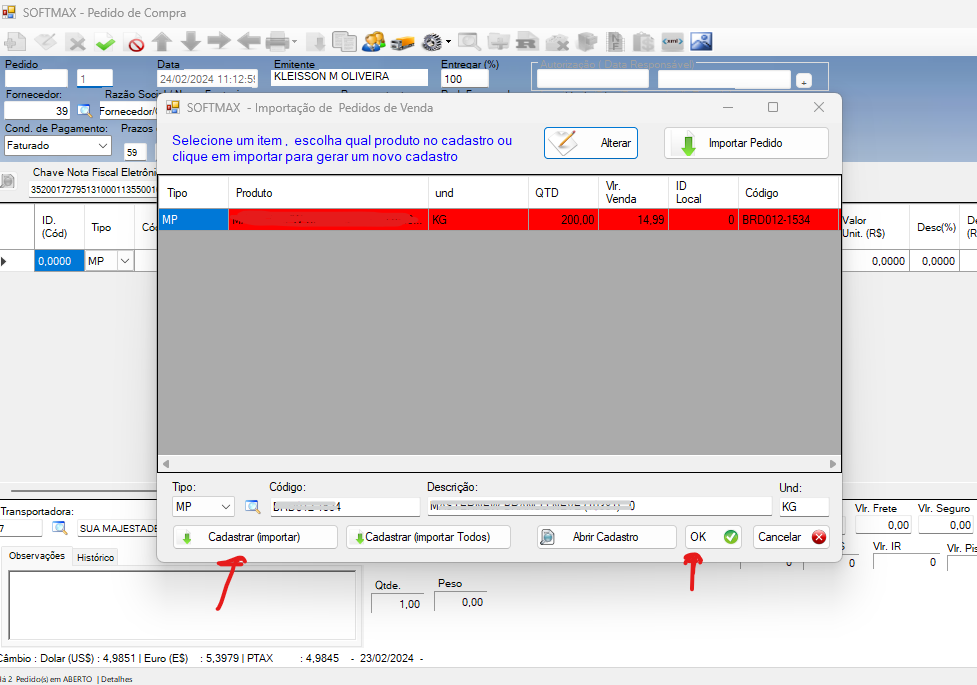 SOFTMAX - Pedido de Compra
Pedido
Data
Emitente
Entregar (%)
Autorização ( Data Responsável)
1
24/02/2024 11:12:5
KLEISSON M OLIVEIRA
100
Fornecedor:
39
Fornecedor/
Cond. de Pagamento:
Prazos
Faturado
59
Chave Nota Fiscal Eletrôni
3520017279513100011355001
SOFTMAX - Importação de Pedidos de Venda
Selecione um item , escolha qual produto no cadastro ou
clique em importar para gerar um novo cadastro
Alterar
Importar Pedido
Tipo
Produto
und
QTD
Vlr.
Venda
ID
Local
Código
MP
KG
200,00
14,99
0
BRD012-1534
ID.
(Cód)
Tipo
Valor
Unit. (R$)
Desc(%)
0,0000
MP
0,0000
0,0000
Tipo:
Código:
Descrição:
Und:
MP
KG
Cadastrar (importar)
Cadastrar (importar Todos)
Abrir Cadastro
OK
Cancelar
Transportadora:
7
SUA MAJESTADE
Vlr. Frete
Vlr. Seguro
0,00
0,00
Vlr. IR
Vlr. Pis
0
0
0
Observações
Histórico
Qtde.
Peso
1,00
0,00
Câmbio : Dolar (US$) : 4,9851 | Euro (E$) : 5,3979 | PTAX : 4,9845 - 23/02/2024 -
Há 2 Pedido(s) em ABERTO | Detalhes